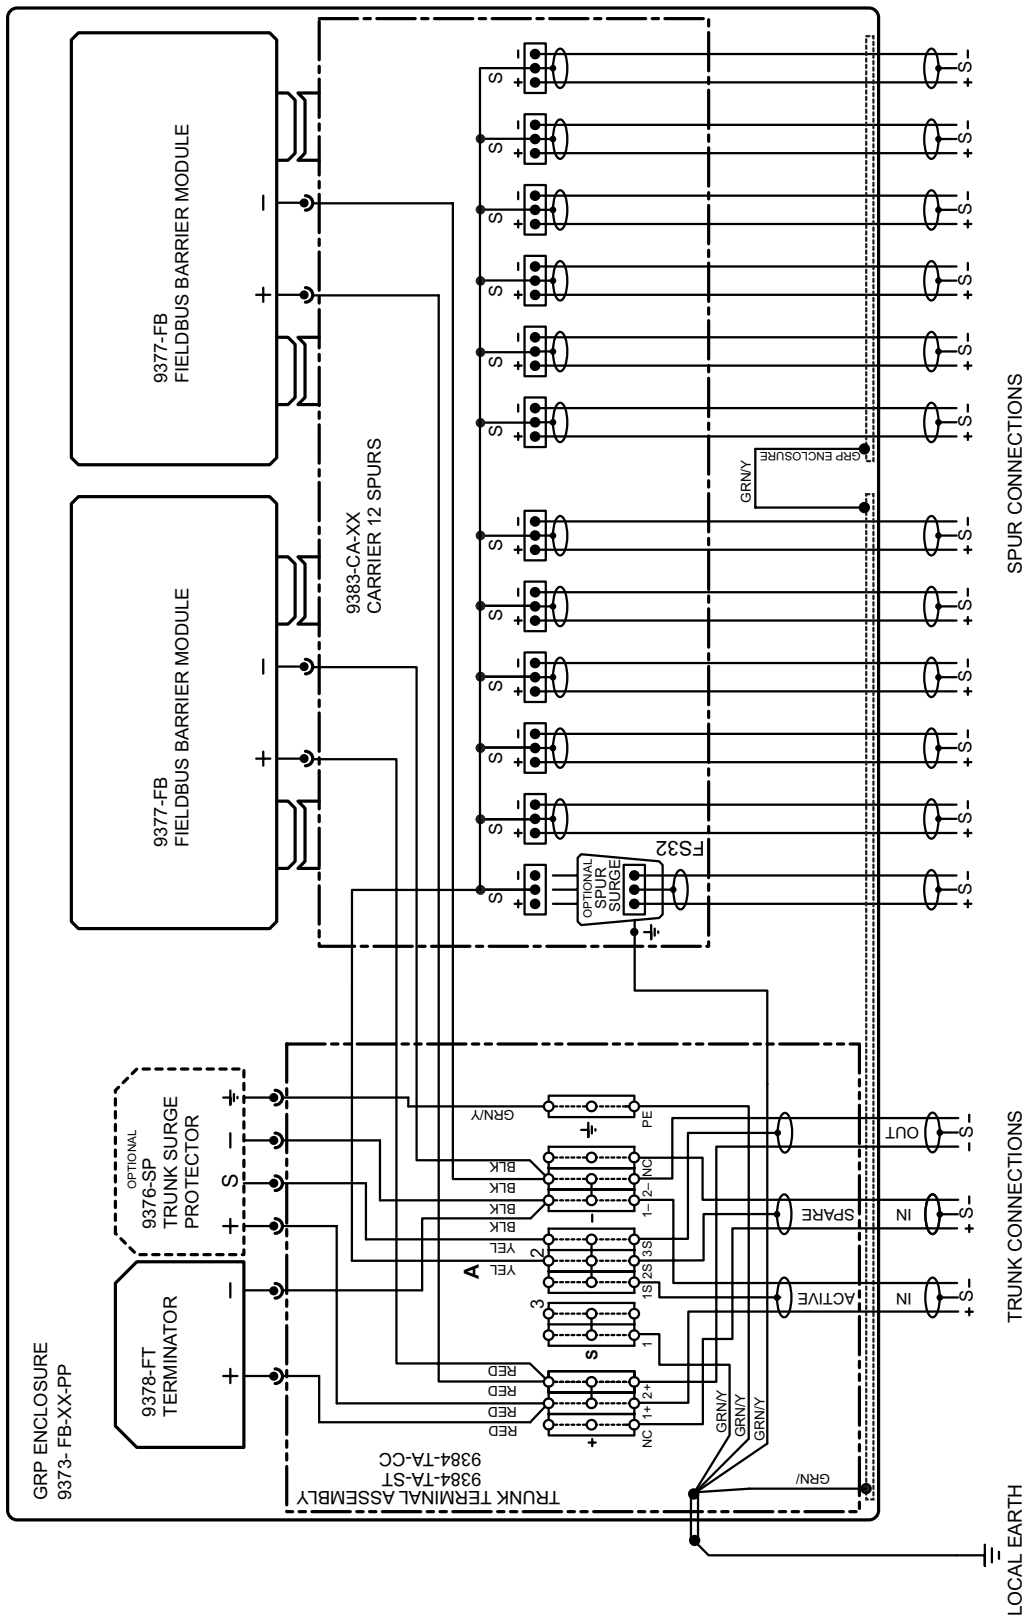 GRP ENCLOSURE
9373- FB-XX-PP
9378-FT
TERMINATOR
+
–
OPTIONAL
9376-SP
TRUNK SURGE
PROTECTOR
+
S
–
9377-FB
FIELDBUS BARRIER MODULE
+
–
9377-FB
FIELDBUS BARRIER MODULE
+
–
9383-CA-XX
CARRIER 12 SPURS
TRUNK TERMINAL ASSEMBLY
9384-TA-ST
9384-TA-CC
RED
RED
RED
RED
YEL
YEL
BLK
BLK
BLK
BLK
GRN/Y
A
3
2
+
S
–
NC
1+
2+
1
1S
2S
3S
1–
2–
NC
PE
GRN/Y
GRN/Y
GRN/Y
GRN/
ACTIVE
IN
SPARE
IN
OUT
+
S
–
+
S
–
–
S
–
OPTIONAL
SPUR
SURGE
FS32
+ S –
+ S –
+ S –
+ S –
+ S –
+ S –
+ S –
+ S –
+ S –
+ S –
+ S –
+ S –
GRN/Y
GRP ENCLOSURE
+ S –
+ S –
+ S –
+ S –
+ S –
+ S –
+ S –
+ S –
+ S –
+ S –
+ S –
+ S –
LOCAL EARTH
TRUNK CONNECTIONS
SPUR CONNECTIONS